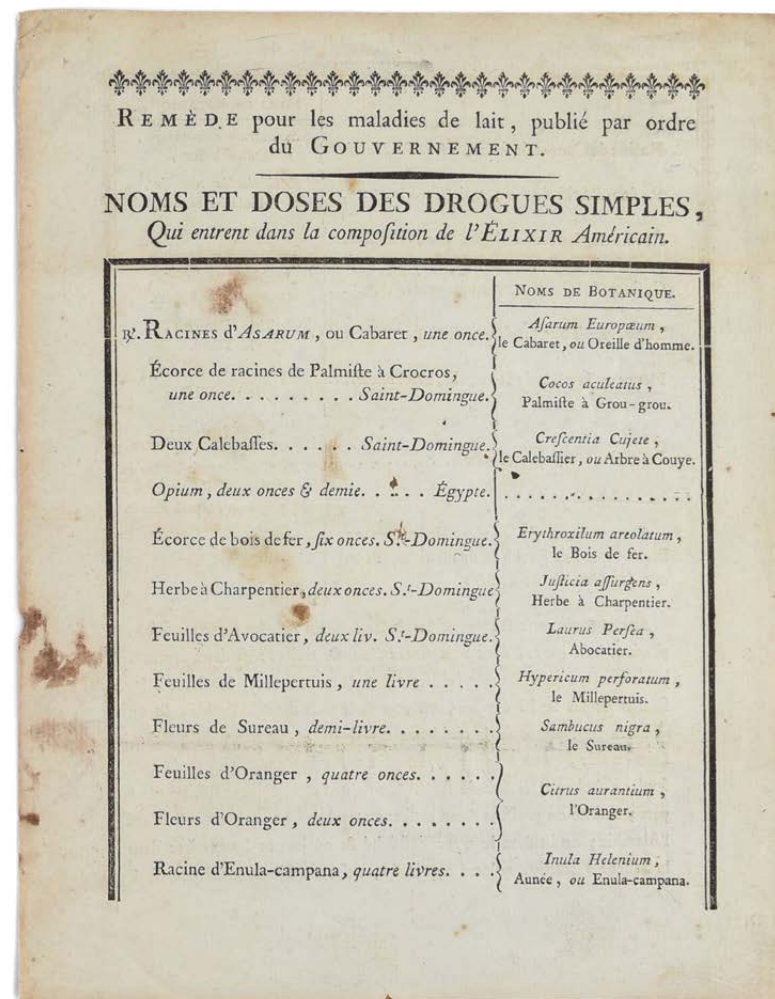 REMÈDE pour les maladies de lait, publié par ordre
du GOUVERNEMENT.
NOMS ET DOSES DES DROGUES SIMPLES,
Qui entrent dans la compoſition de l'ÉLIXIR Américain.
NOMS DE BOTANIQUE.
℞. RACINES d'ASARUM, ou Cabaret, une once.
Aſarum Europæum,
le Cabaret, ou Oreille d'homme.
Écorce de racines de Palmiſte à Crocros,
une once. . . . . . . . . Saint-Domingue.
Cocos aculeatus,
Palmiſte à Grou-grou.
Deux Calebaſſes. . . . . . Saint-Domingue.
Creſcentia Cujete,
le Calebaſſier, ou Arbre à Couye.
Opium, deux onces & demie. . . . . Égypte.
. . . . . . . . . . . . . . . .
Écorce de bois de fer, ſix onces. S.t-Domingue.
Erythroxilum areolatum,
le Bois de fer.
Herbe à Charpentier, deux onces. S.t-Domingue
Juſticia aſſurgens,
Herbe à Charpentier.
Feuilles d'Avocatier, deux liv. S.t-Domingue.
Laurus Perſea,
Abocatier.
Feuilles de Millepertuis, une livre . . . . .
Hypericum perforatum,
le Millepertuis.
Fleurs de Sureau, demi-livre. . . . . . . .
Sambucus nigra,
le Sureau.
Feuilles d'Oranger, quatre onces. . . . . .
Citrus aurantium,
l'Oranger.
Fleurs d'Oranger, deux onces. . . . . . . .
Racine d'Enula-campana, quatre livres. . . .
Inula Helenium,
Aunée, ou Enula-campana.